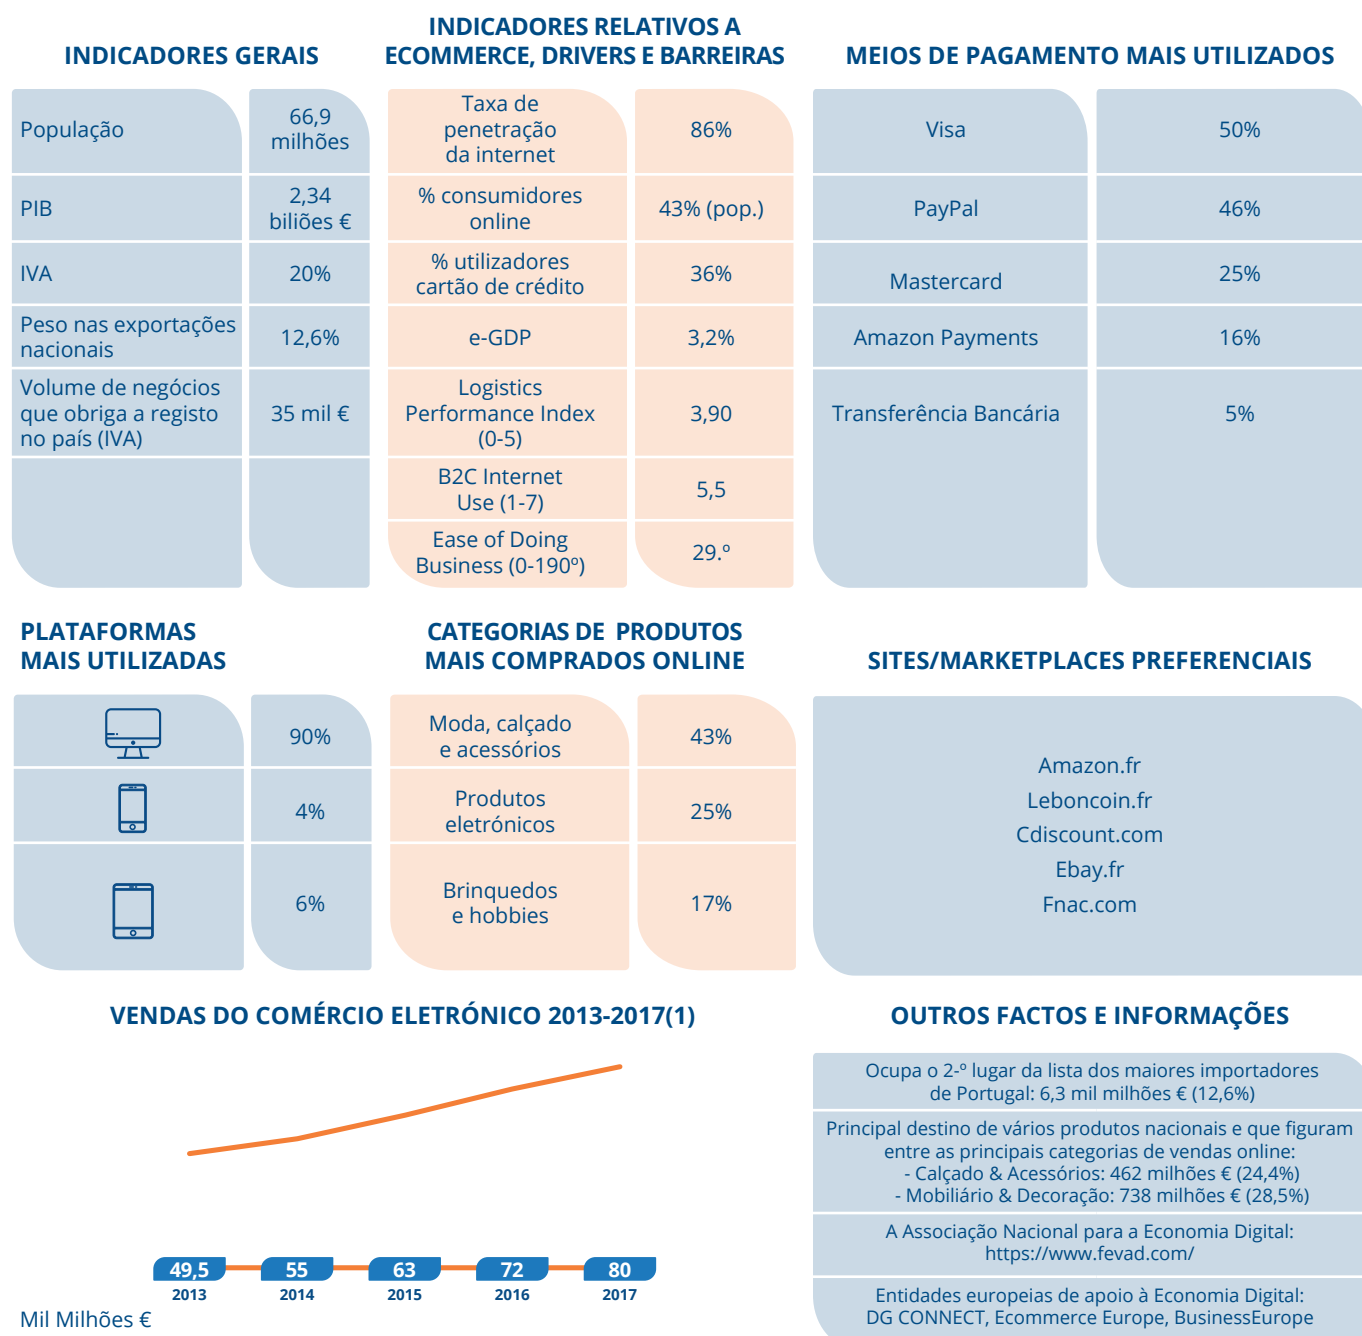 INDICADORES GERAIS
População
66,9
milhões
PIB
2,34
biliões €
IVA
20%
Peso nas exportações
nacionais
12,6%
Volume de negócios
que obriga a registo
no país (IVA)
35 mil €
INDICADORES RELATIVOS A
ECOMMERCE, DRIVERS E BARREIRAS
Taxa de
penetração
da internet
86%
% consumidores
online
43% (pop.)
% utilizadores
cartão de crédito
36%
e-GDP
3,2%
Logistics
Performance Index
(0-5)
3,90
B2C Internet
Use (1-7)
5,5
Ease of Doing
Business (0-190º)
29.º
MEIOS DE PAGAMENTO MAIS UTILIZADOS
Visa
50%
PayPal
46%
Mastercard
25%
Amazon Payments
16%
Transferência Bancária
5%
PLATAFORMAS
MAIS UTILIZADAS
90%
4%
6%
CATEGORIAS DE PRODUTOS
MAIS COMPRADOS ONLINE
Moda, calçado
e acessórios
43%
Produtos
eletrónicos
25%
Brinquedos
e hobbies
17%
SITES/MARKETPLACES PREFERENCIAIS
Amazon.fr
Leboncoin.fr
Cdiscount.com
Ebay.fr
Fnac.com
VENDAS DO COMÉRCIO ELETRÓNICO 2013-2017(1)
49,5 55 63 72 80
2013 2014 2015 2016 2017
Mil Milhões €
OUTROS FACTOS E INFORMAÇÕES
Ocupa o 2-º lugar da lista dos maiores importadores
de Portugal: 6,3 mil milhões € (12,6%)
Principal destino de vários produtos nacionais e que figuram
entre as principais categorias de vendas online:
- Calçado & Acessórios: 462 milhões € (24,4%)
- Mobiliário & Decoração: 738 milhões € (28,5%)
A Associação Nacional para a Economia Digital:
https://www.fevad.com/
Entidades europeias de apoio à Economia Digital:
DG CONNECT, Ecommerce Europe, BusinessEurope